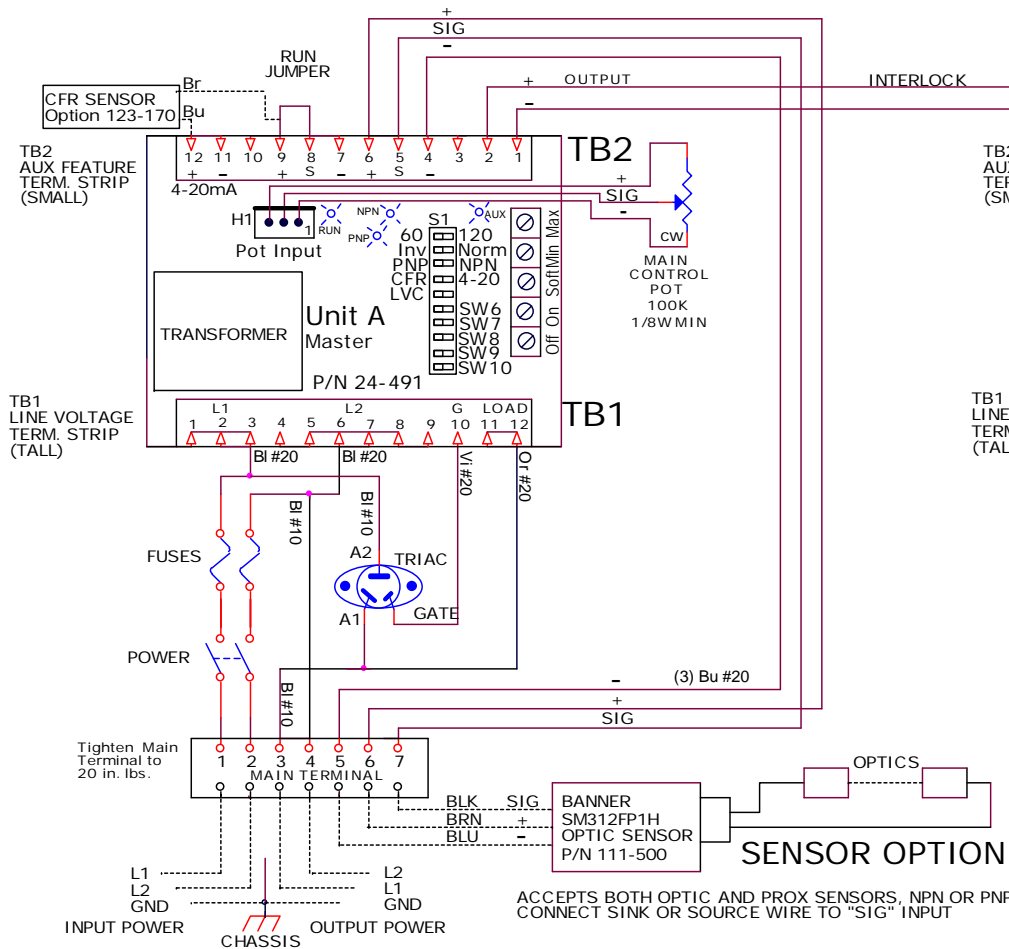 +
SIG
−
RUN
JUMPER
+ OUTPUT
INTERLOCK
−
Br
CFR SENSOR
Option 123-170
Bu
TB2
AUX FEATURE
TERM. STRIP
(SMALL)
12 11 10 9 8 7 6 5 4 3 2 1
+ − + S − + S −
4-20mA
TB2
TB2
AUX
TER
(SM
+
SIG
−
H1
1
Pot Input
RUN
NPN
PNP
AUX
S1
60 120
Inv Norm
PNP NPN
CFR 4-20
LVC
SW6
SW7
SW8
SW9
SW10
Off On Soft Min Max
CW
MAIN
CONTROL
POT
100K
1/8W MIN
TRANSFORMER
Unit A
Master
P/N 24-491
TB1
LINE VOLTAGE
TERM. STRIP
(TALL)
L1 L2 G LOAD
1 2 3 4 5 6 7 8 9 10 11 12
TB1
TB1
LINE
TERM
(TAL
Bl #20
Bl #20
Vi #20
Or #20
Bl #10
Bl #10
A2
TRIAC
FUSES
A1
GATE
POWER
Bl #10
−
(3) Bu #20
+
SIG
Tighten Main
Terminal to
20 in. lbs.
1 2 3 4 5 6 7
MAIN TERMINAL
OPTICS
BLK SIG
BRN +
BLU −
BANNER
SM312FP1H
OPTIC SENSOR
P/N 111-500
SENSOR OPTION
L1
L2
GND
INPUT POWER
L2
L1
GND
OUTPUT POWER
CHASSIS
ACCEPTS BOTH OPTIC AND PROX SENSORS, NPN OR PNP
CONNECT SINK OR SOURCE WIRE TO "SIG" INPUT